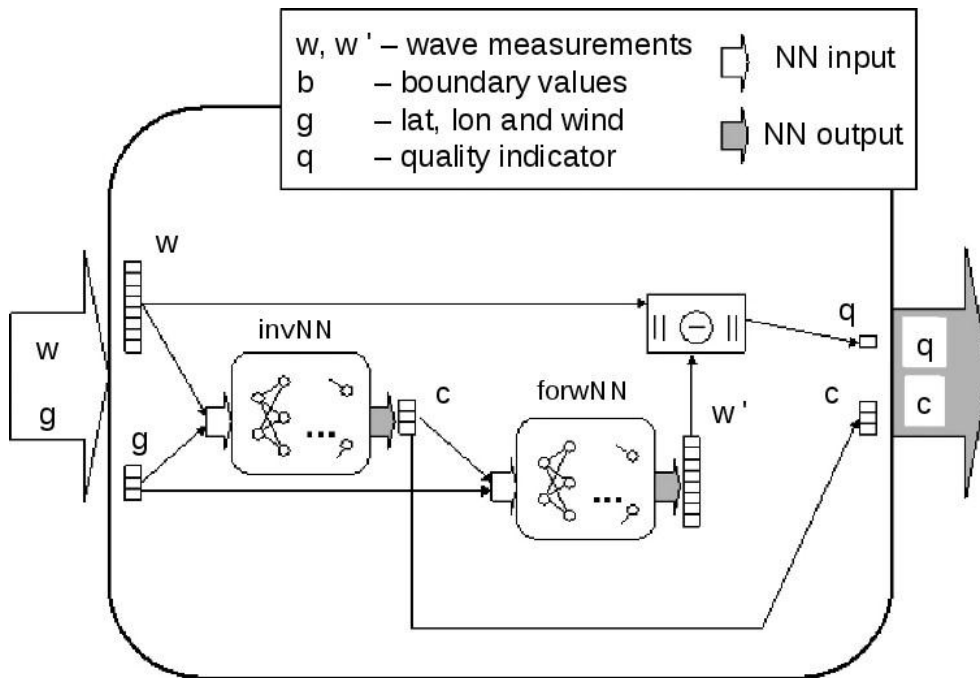 w, w ' – wave measurements
b – boundary values
g – lat, lon and wind
q – quality indicator
NN input
NN output
w
g
w
g
invNN
c
forwNN
w '
|| – ||
q
c
q
c